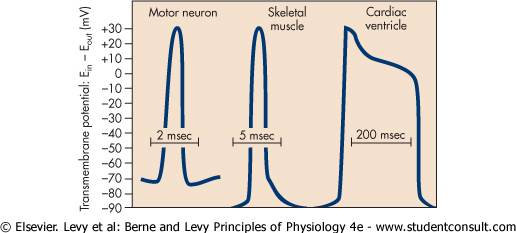 Motor neuron
Skeletal
muscle
Cardiac
ventricle
Transmembrane potential: Ein – Eout (mV)
+30
+20
+10
0
–10
–20
–30
–40
–50
–60
–70
–80
–90
2 msec
5 msec
200 msec
© Elsevier. Levy et al: Berne and Levy Principles of Physiology 4e - www.studentconsult.com